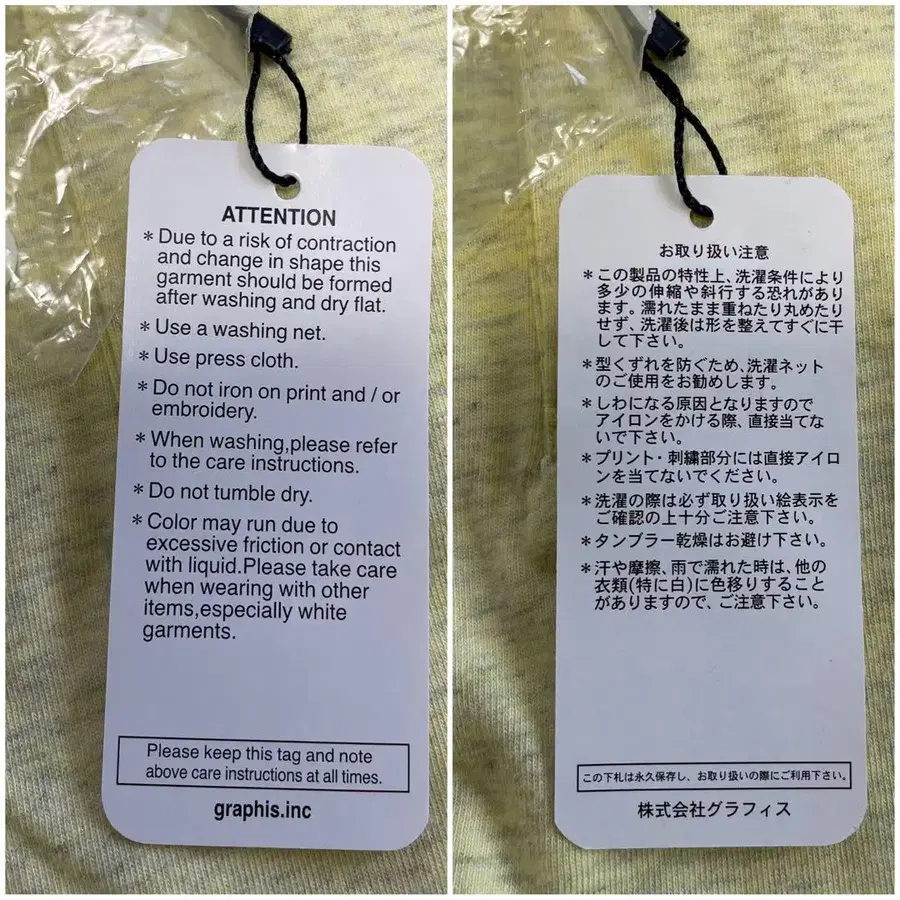 ATTENTION
*Due to a risk of contraction
and change in shape this
garment should be formed
after washing and dry flat.
*Use a washing net.
*Use press cloth.
*Do not iron on print and / or
embroidery.
*When washing,please refer
to the care instructions.
*Do not tumble dry.
*Color may run due to
excessive friction or contact
with liquid.Please take care
when wearing with other
items,especially white
garments.
Please keep this tag and note
above care instructions at all times.
graphis.inc
お取り扱い注意
*この製品の特性上、洗濯条件により
多少の伸縮や斜行する恐れがあり
ます。濡れたまま重ねたり丸めたり
せず、洗濯後は形を整えてすぐに干
して下さい。
*型くずれを防ぐため、洗濯ネット
のご使用をお勧めします。
*しわになる原因となりますので
アイロンをかける際、直接当てな
いで下さい。
*プリント・刺繍部分には直接アイロ
ンを当てないでください。
*洗濯の際は必ず取り扱い絵表示を
ご確認の上十分ご注意下さい。
*タンブラー乾燥はお避け下さい。
*汗や摩擦、雨で濡れた時は、他の
衣類(特に白)に色移りすること
がありますので、ご注意下さい。
この下札は永久保存し、お取り扱いの際にご利用下さい。
株式会社グラフィス